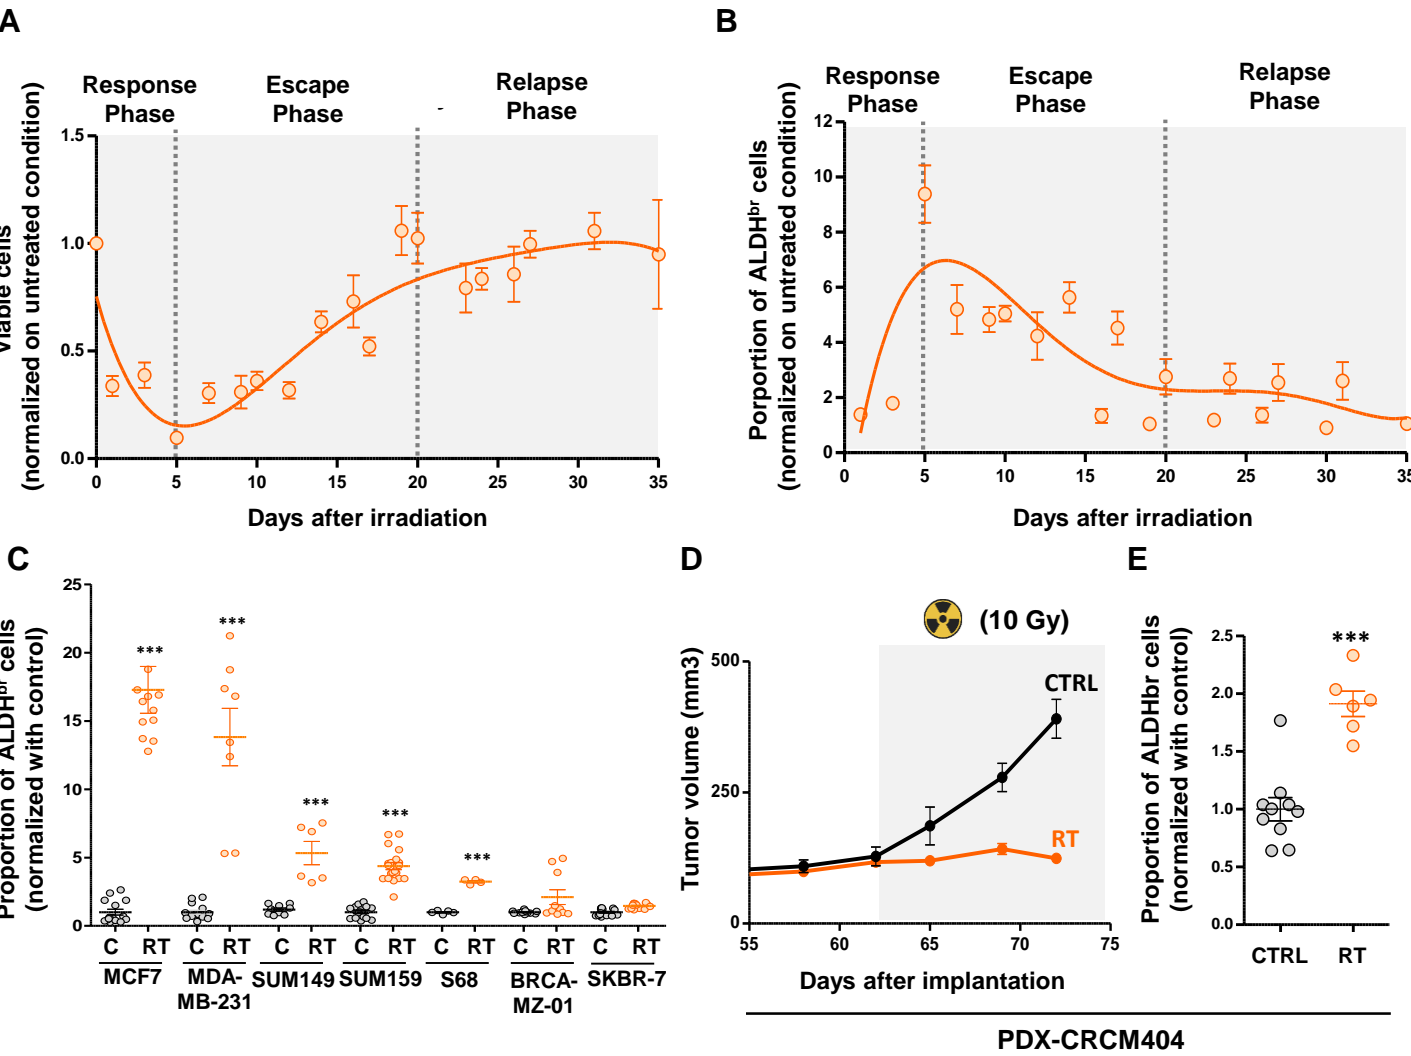 A
Response
Phase
Escape
Phase
Relapse
Phase
Viable cells
(normalized on untreated condition)
1.5
1.0
0.5
0.0
0 5 10 15 20 25 30 35
Days after irradiation
B
Response
Phase
Escape
Phase
Relapse
Phase
Porportion of ALDHbr cells
(normalized on untreated condition)
12
10
8
6
4
2
0
0 5 10 15 20 25 30 35
Days after irradiation
C
Proportion of ALDHbr cells
(normalized with control)
25
20
15
10
5
0
*** *** *** *** ***
C RT C RT C RT C RT C RT C RT C RT
MCF7 MDA-MB-231 SUM149 SUM159 S68 BRCA-MZ-01 SKBR-7
D
(10 Gy)
Tumor volume (mm3)
500
250
0
CTRL
RT
55 60 65 70 75
Days after implantation
E
Proportion of ALDHbr cells
(normalized with control)
2.5
2.0
1.5
1.0
0.5
0.0
***
CTRL RT
PDX-CRCM404